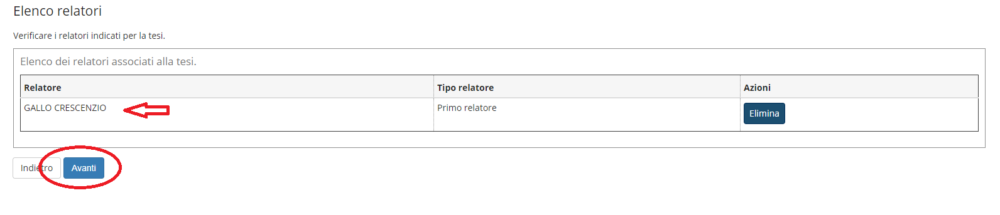 Elenco relatori
Verificare i relatori indicati per la tesi.
Elenco dei relatori associati alla tesi.
Relatore Tipo relatore Azioni
GALLO CRESCENZIO Primo relatore Elimina
Indietro Avanti